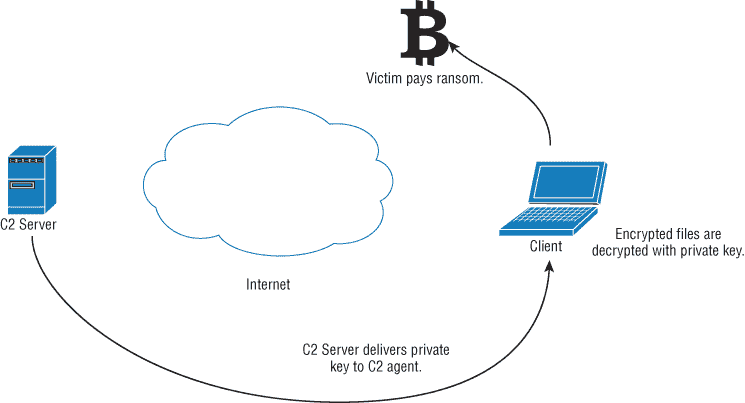 Victim pays ransom.
C2 Server
Internet
Client
Encrypted files are
decrypted with private key.
C2 Server delivers private
key to C2 agent.